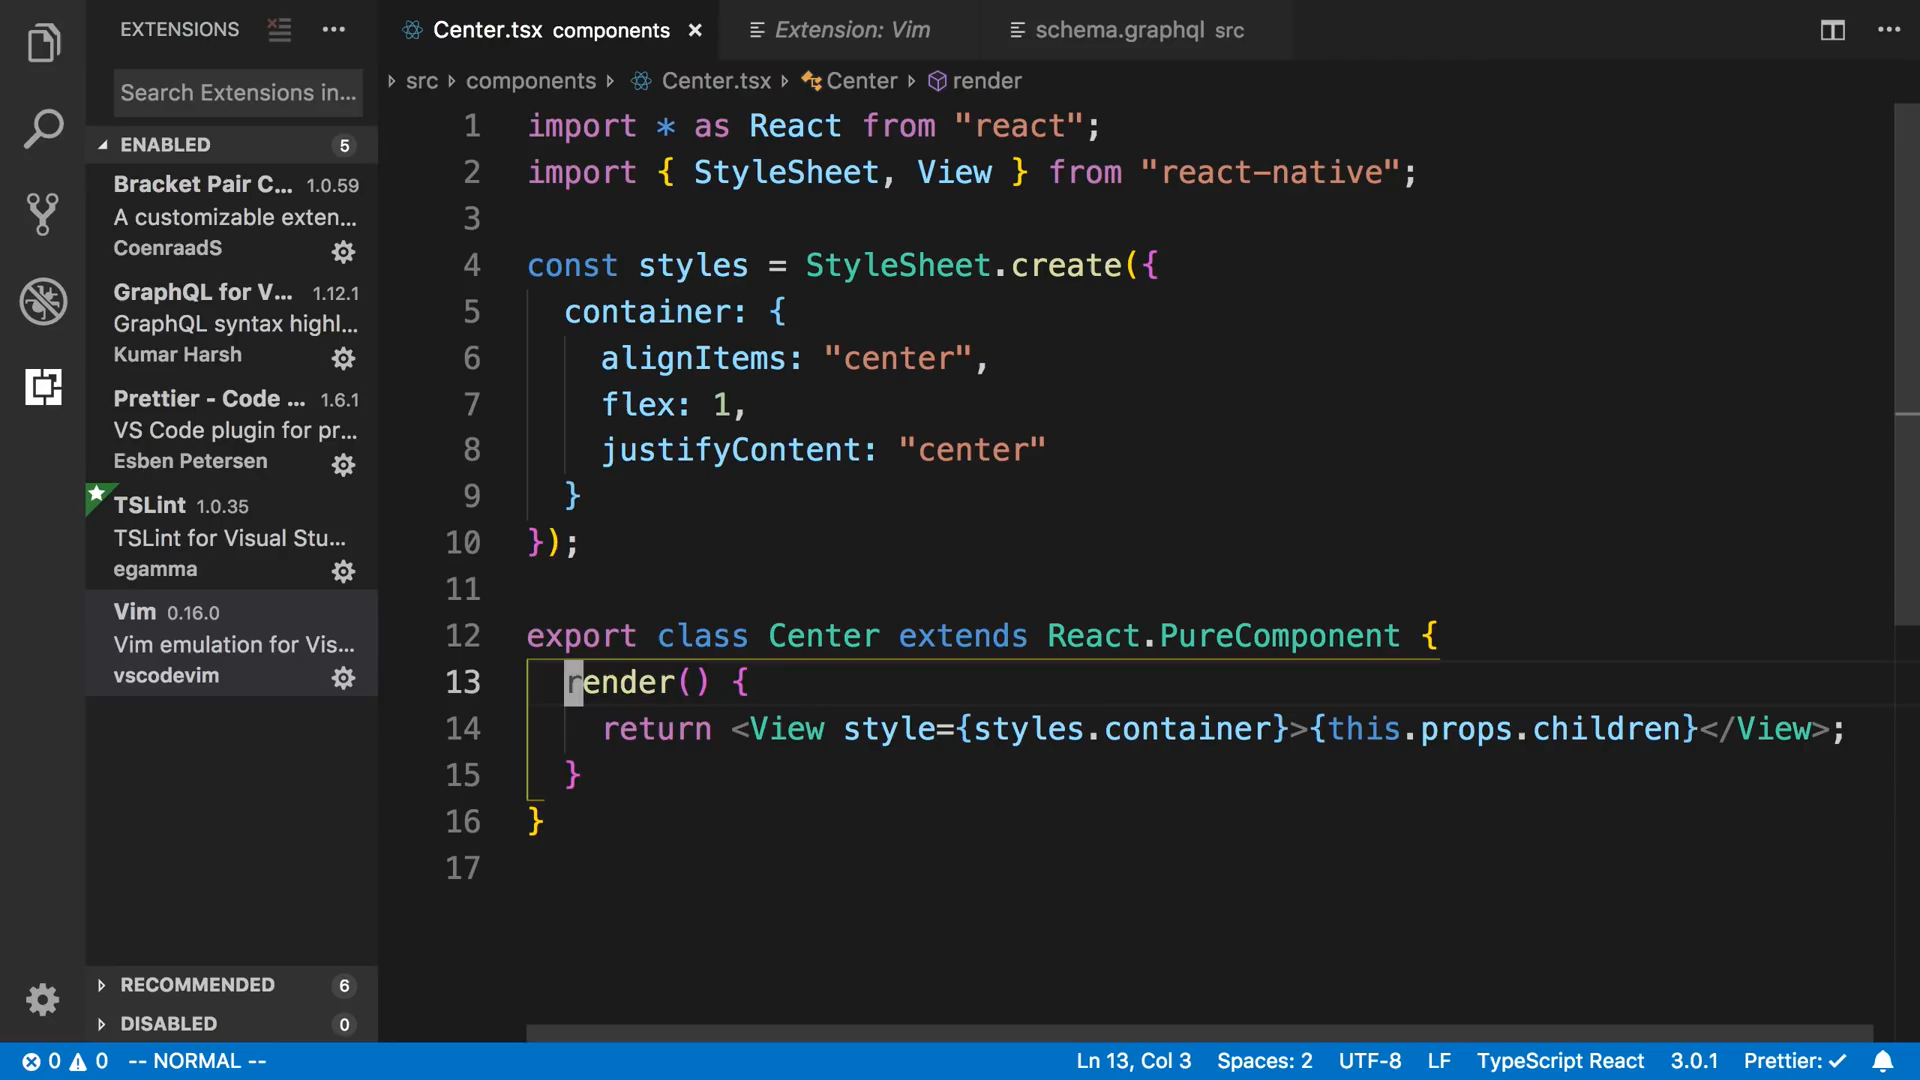 EXTENSIONS
Search Extensions in...
ENABLED 5
Bracket Pair C... 1.0.59
A customizable exten...
CoenraadS
GraphQL for V... 1.12.1
GraphQL syntax highl...
Kumar Harsh
Prettier - Code ... 1.6.1
VS Code plugin for pr...
Esben Petersen
TSLint 1.0.35
TSLint for Visual Stu...
egamma
Vim 0.16.0
Vim emulation for Vis...
vscodevim
RECOMMENDED 6
DISABLED 0
Center.tsx components
Extension: Vim
schema.graphql src
src components Center.tsx Center render
1 import * as React from "react";
2 import { StyleSheet, View } from "react-native";
3
4 const styles = StyleSheet.create({
5 container: {
6 alignItems: "center",
7 flex: 1,
8 justifyContent: "center"
9 }
10 });
11
12 export class Center extends React.PureComponent {
13 render() {
14 return <View style={styles.container}>{this.props.children}</View>;
15 }
16 }
17
0 0 -- NORMAL -- Ln 13, Col 3 Spaces: 2 UTF-8 LF TypeScript React 3.0.1 Prettier: ✓